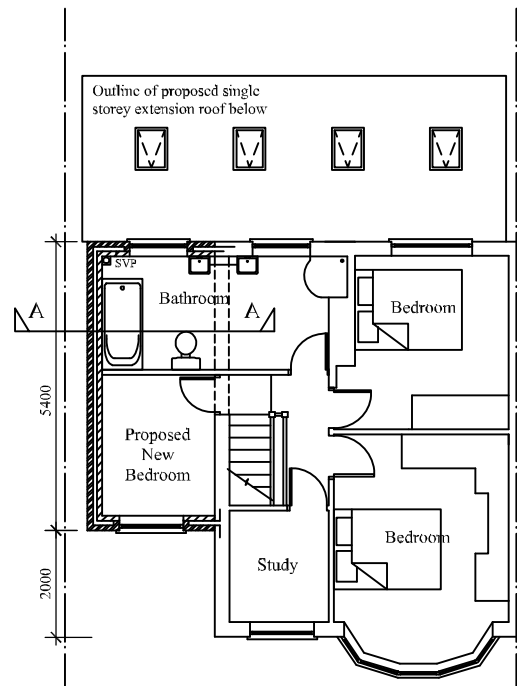 Outline of proposed single
storey extension roof below
SVP
Bathroom
A
A
Bedroom
5400
Proposed
New
Bedroom
Bedroom
Study
2000